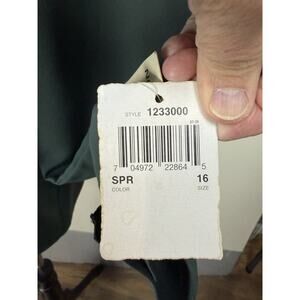 STYLE 1233000
7 04972 22864 5
SPR 16
COLOR SIZE